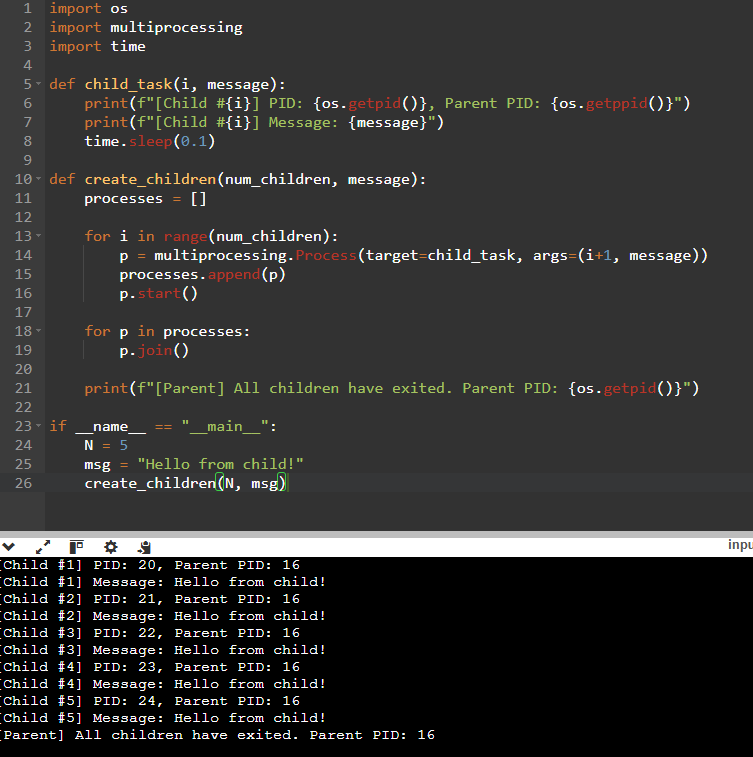 1 import os
2 import multiprocessing
3 import time
4
5 def child_task(i, message):
6     print(f"[Child #{i}] PID: {os.getpid()}, Parent PID: {os.getppid()}")
7     print(f"[Child #{i}] Message: {message}")
8     time.sleep(0.1)
9
10 def create_children(num_children, message):
11     processes = []
12
13     for i in range(num_children):
14         p = multiprocessing.Process(target=child_task, args=(i+1, message))
15         processes.append(p)
16         p.start()
17
18     for p in processes:
19         p.join()
20
21     print(f"[Parent] All children have exited. Parent PID: {os.getpid()}")
22
23 if __name__ == "__main__":
24     N = 5
25     msg = "Hello from child!"
26     create_children(N, msg)
inpu
[Child #1] PID: 20, Parent PID: 16
[Child #1] Message: Hello from child!
[Child #2] PID: 21, Parent PID: 16
[Child #2] Message: Hello from child!
[Child #3] PID: 22, Parent PID: 16
[Child #3] Message: Hello from child!
[Child #4] PID: 23, Parent PID: 16
[Child #4] Message: Hello from child!
[Child #5] PID: 24, Parent PID: 16
[Child #5] Message: Hello from child!
[Parent] All children have exited. Parent PID: 16